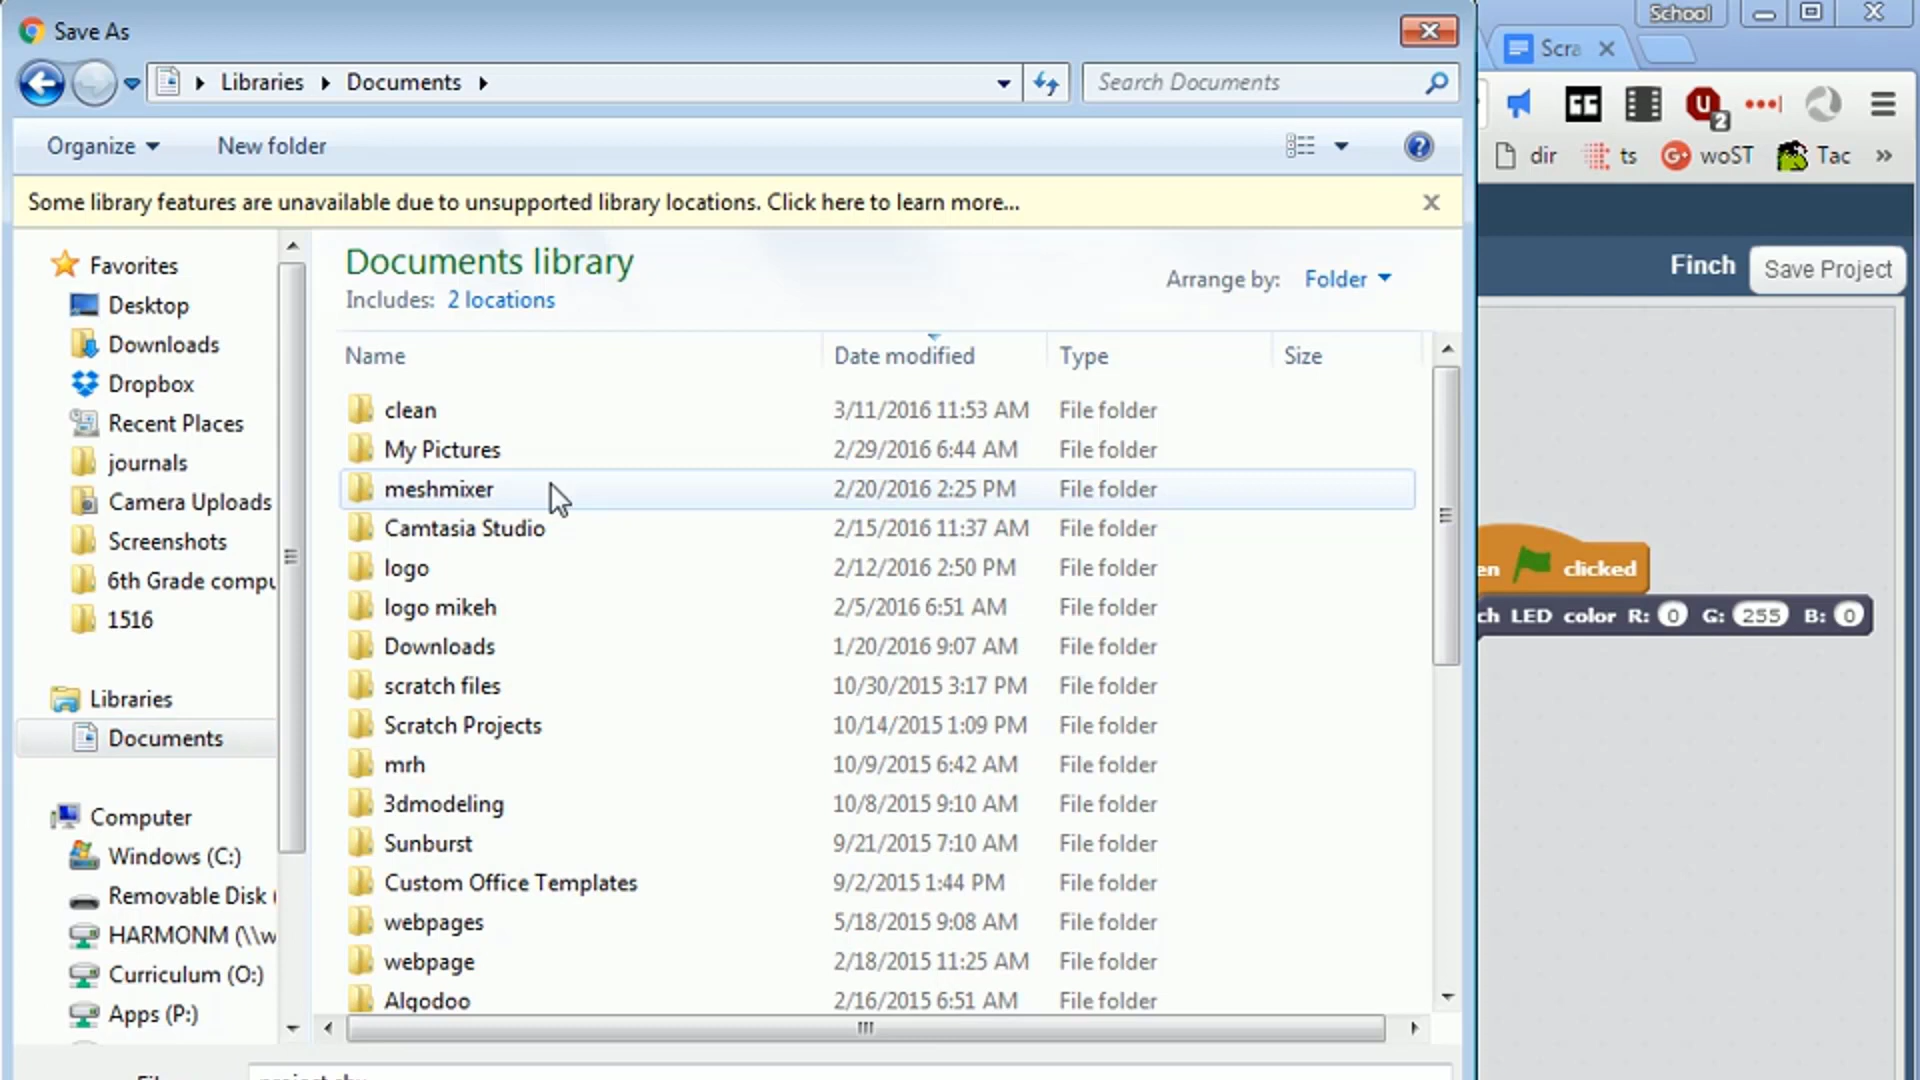 Save As
School
Scra
Libraries
Documents
Search Documents
Organize
New folder
dir
ts
woST
Tac
»
Some library features are unavailable due to unsupported library locations. Click here to learn more...
Favorites
Desktop
Downloads
Dropbox
Recent Places
journals
Camera Uploads
Screenshots
6th Grade compu
1516
Libraries
Documents
Computer
Windows (C:)
Removable Disk
HARMONM (\\w
Curriculum (O:)
Apps (P:)
Documents library
Includes: 2 locations
Arrange by: Folder
Name Date modified Type Size
clean 3/11/2016 11:53 AM File folder
My Pictures 2/29/2016 6:44 AM File folder
meshmixer 2/20/2016 2:25 PM File folder
Camtasia Studio 2/15/2016 11:37 AM File folder
logo 2/12/2016 2:50 PM File folder
logo mikeh 2/5/2016 6:51 AM File folder
Downloads 1/20/2016 9:07 AM File folder
scratch files 10/30/2015 3:17 PM File folder
Scratch Projects 10/14/2015 1:09 PM File folder
mrh 10/9/2015 6:42 AM File folder
3dmodeling 10/8/2015 9:10 AM File folder
Sunburst 9/21/2015 7:10 AM File folder
Custom Office Templates 9/2/2015 1:44 PM File folder
webpages 5/18/2015 9:08 AM File folder
webpage 2/18/2015 11:25 AM File folder
Algodoo 2/16/2015 6:51 AM File folder
Finch
Save Project
en clicked
ch LED color R: 0 G: 255 B: 0